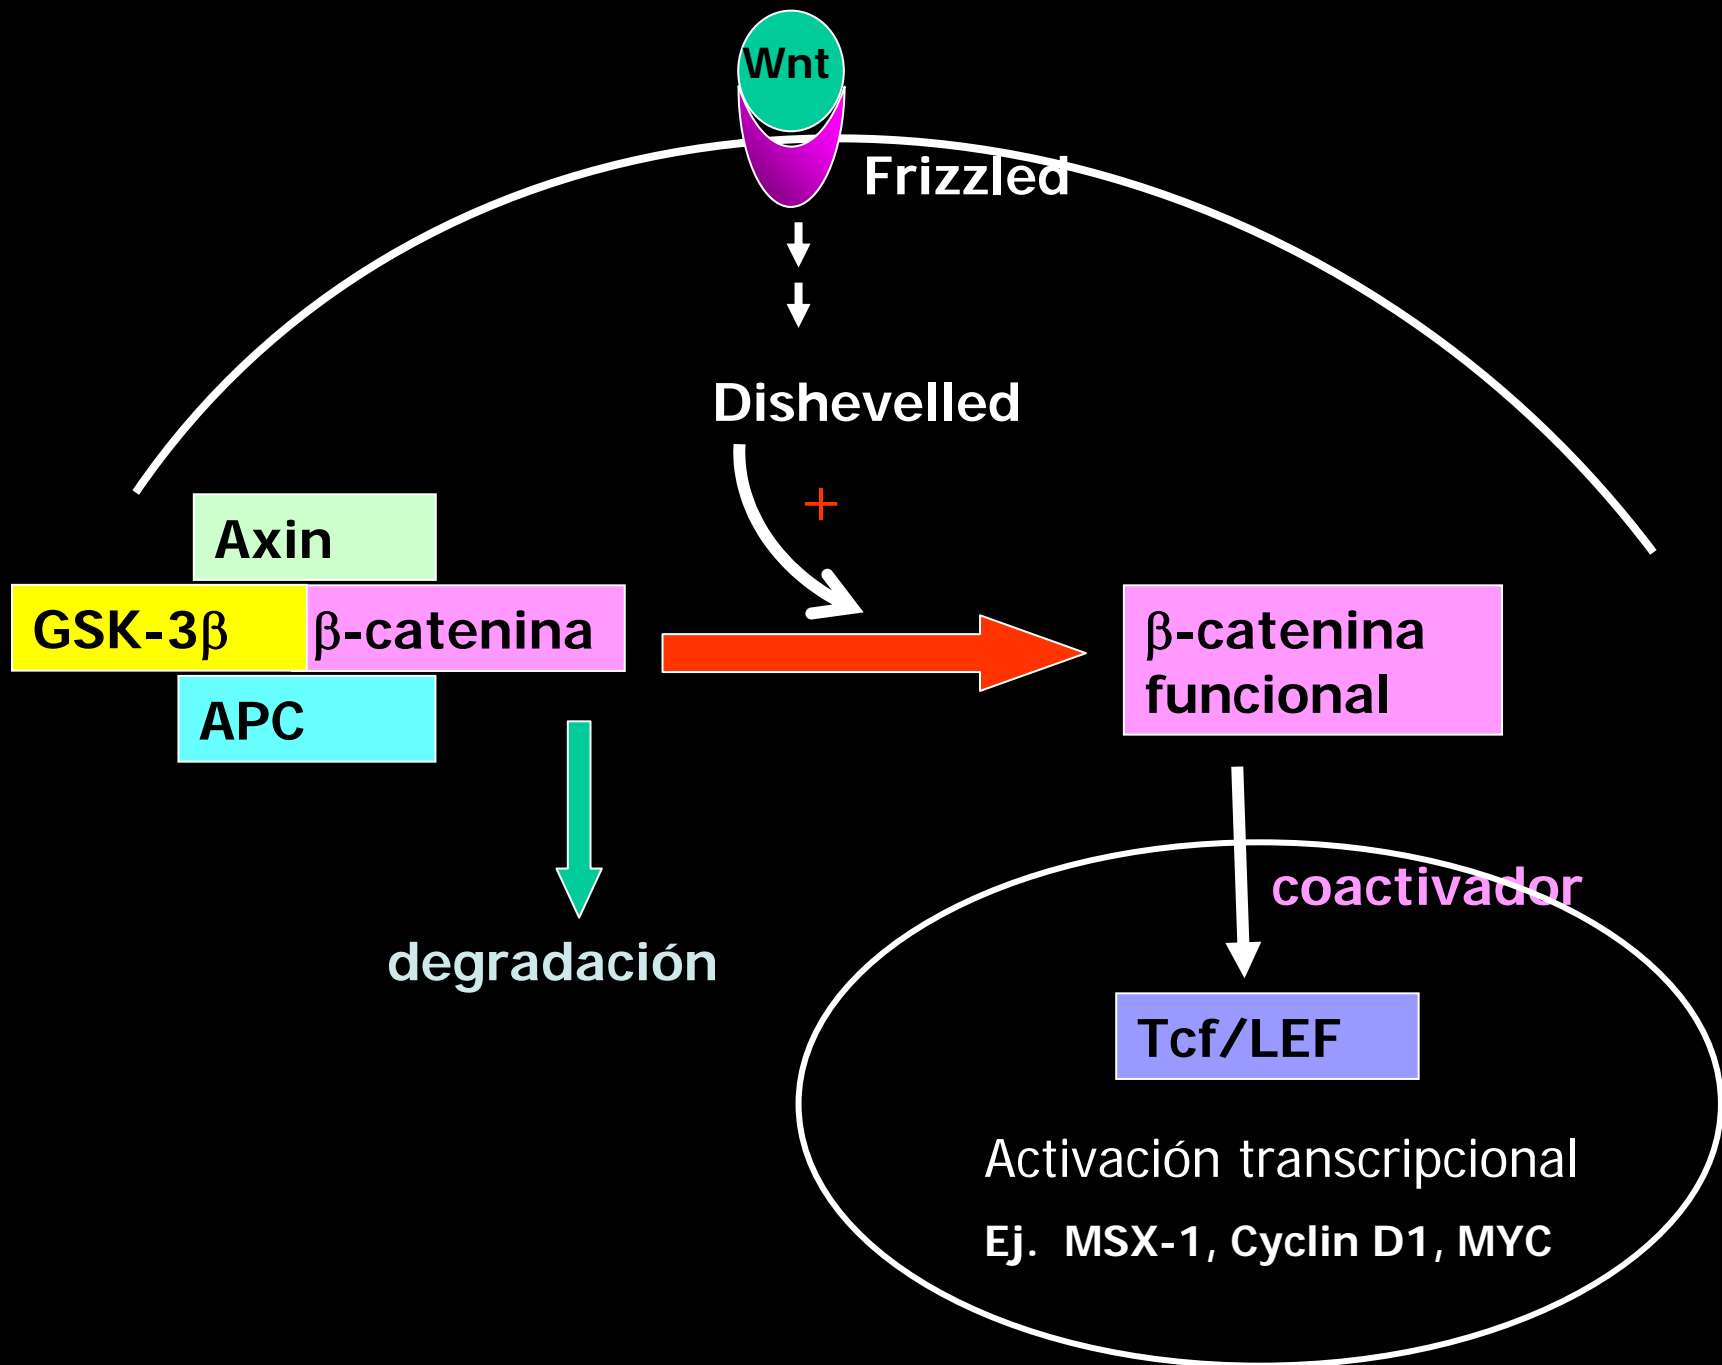 Wnt
Frizzled
Dishevelled
+
Axin
GSK-3β
β-catenina
APC
β-catenina
funcional
degradación
coactivador
Tcf/LEF
Activación transcripcional
Ej. MSX-1, Cyclin D1, MYC